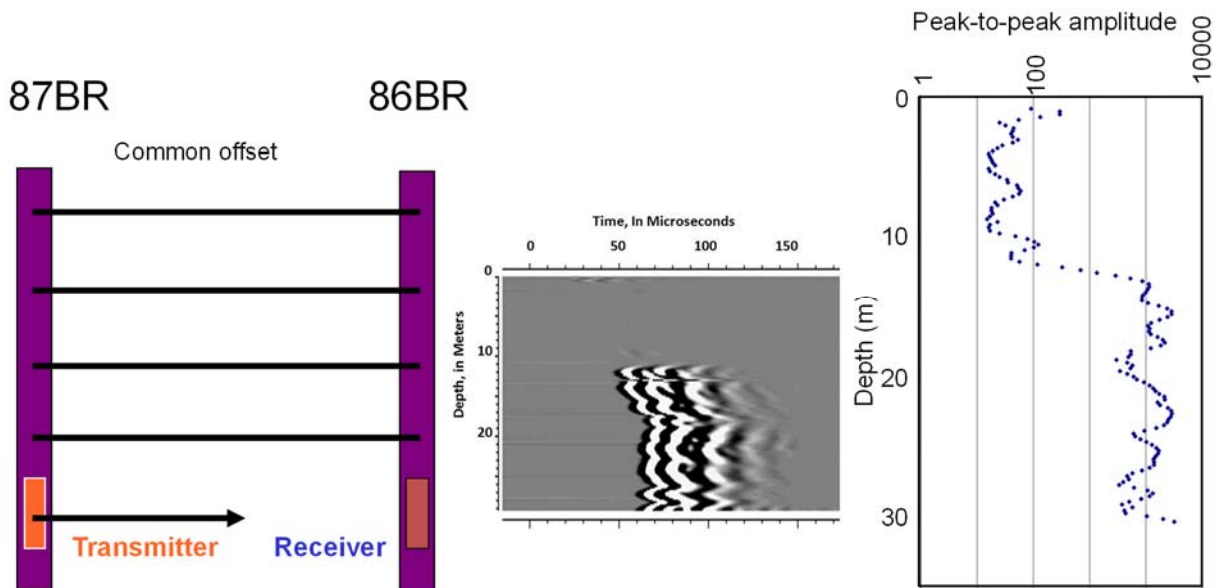 87BR
86BR
Common offset
Transmitter
Receiver
Time, In Microseconds
0 50 100 150
Depth, in Meters
0
10
20
Peak-to-peak amplitude
1 100 10000
Depth (m)
0
10
20
30